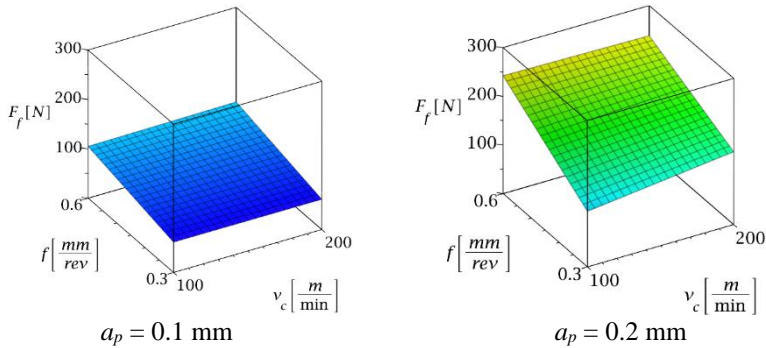 300
200
F_f [N]
100
0.6
f [mm/rev]
0.3
100
v_c [m/min]
200
a_p = 0.1 mm
300
200
F_f [N]
100
0.6
f [mm/rev]
0.3
100
v_c [m/min]
200
a_p = 0.2 mm